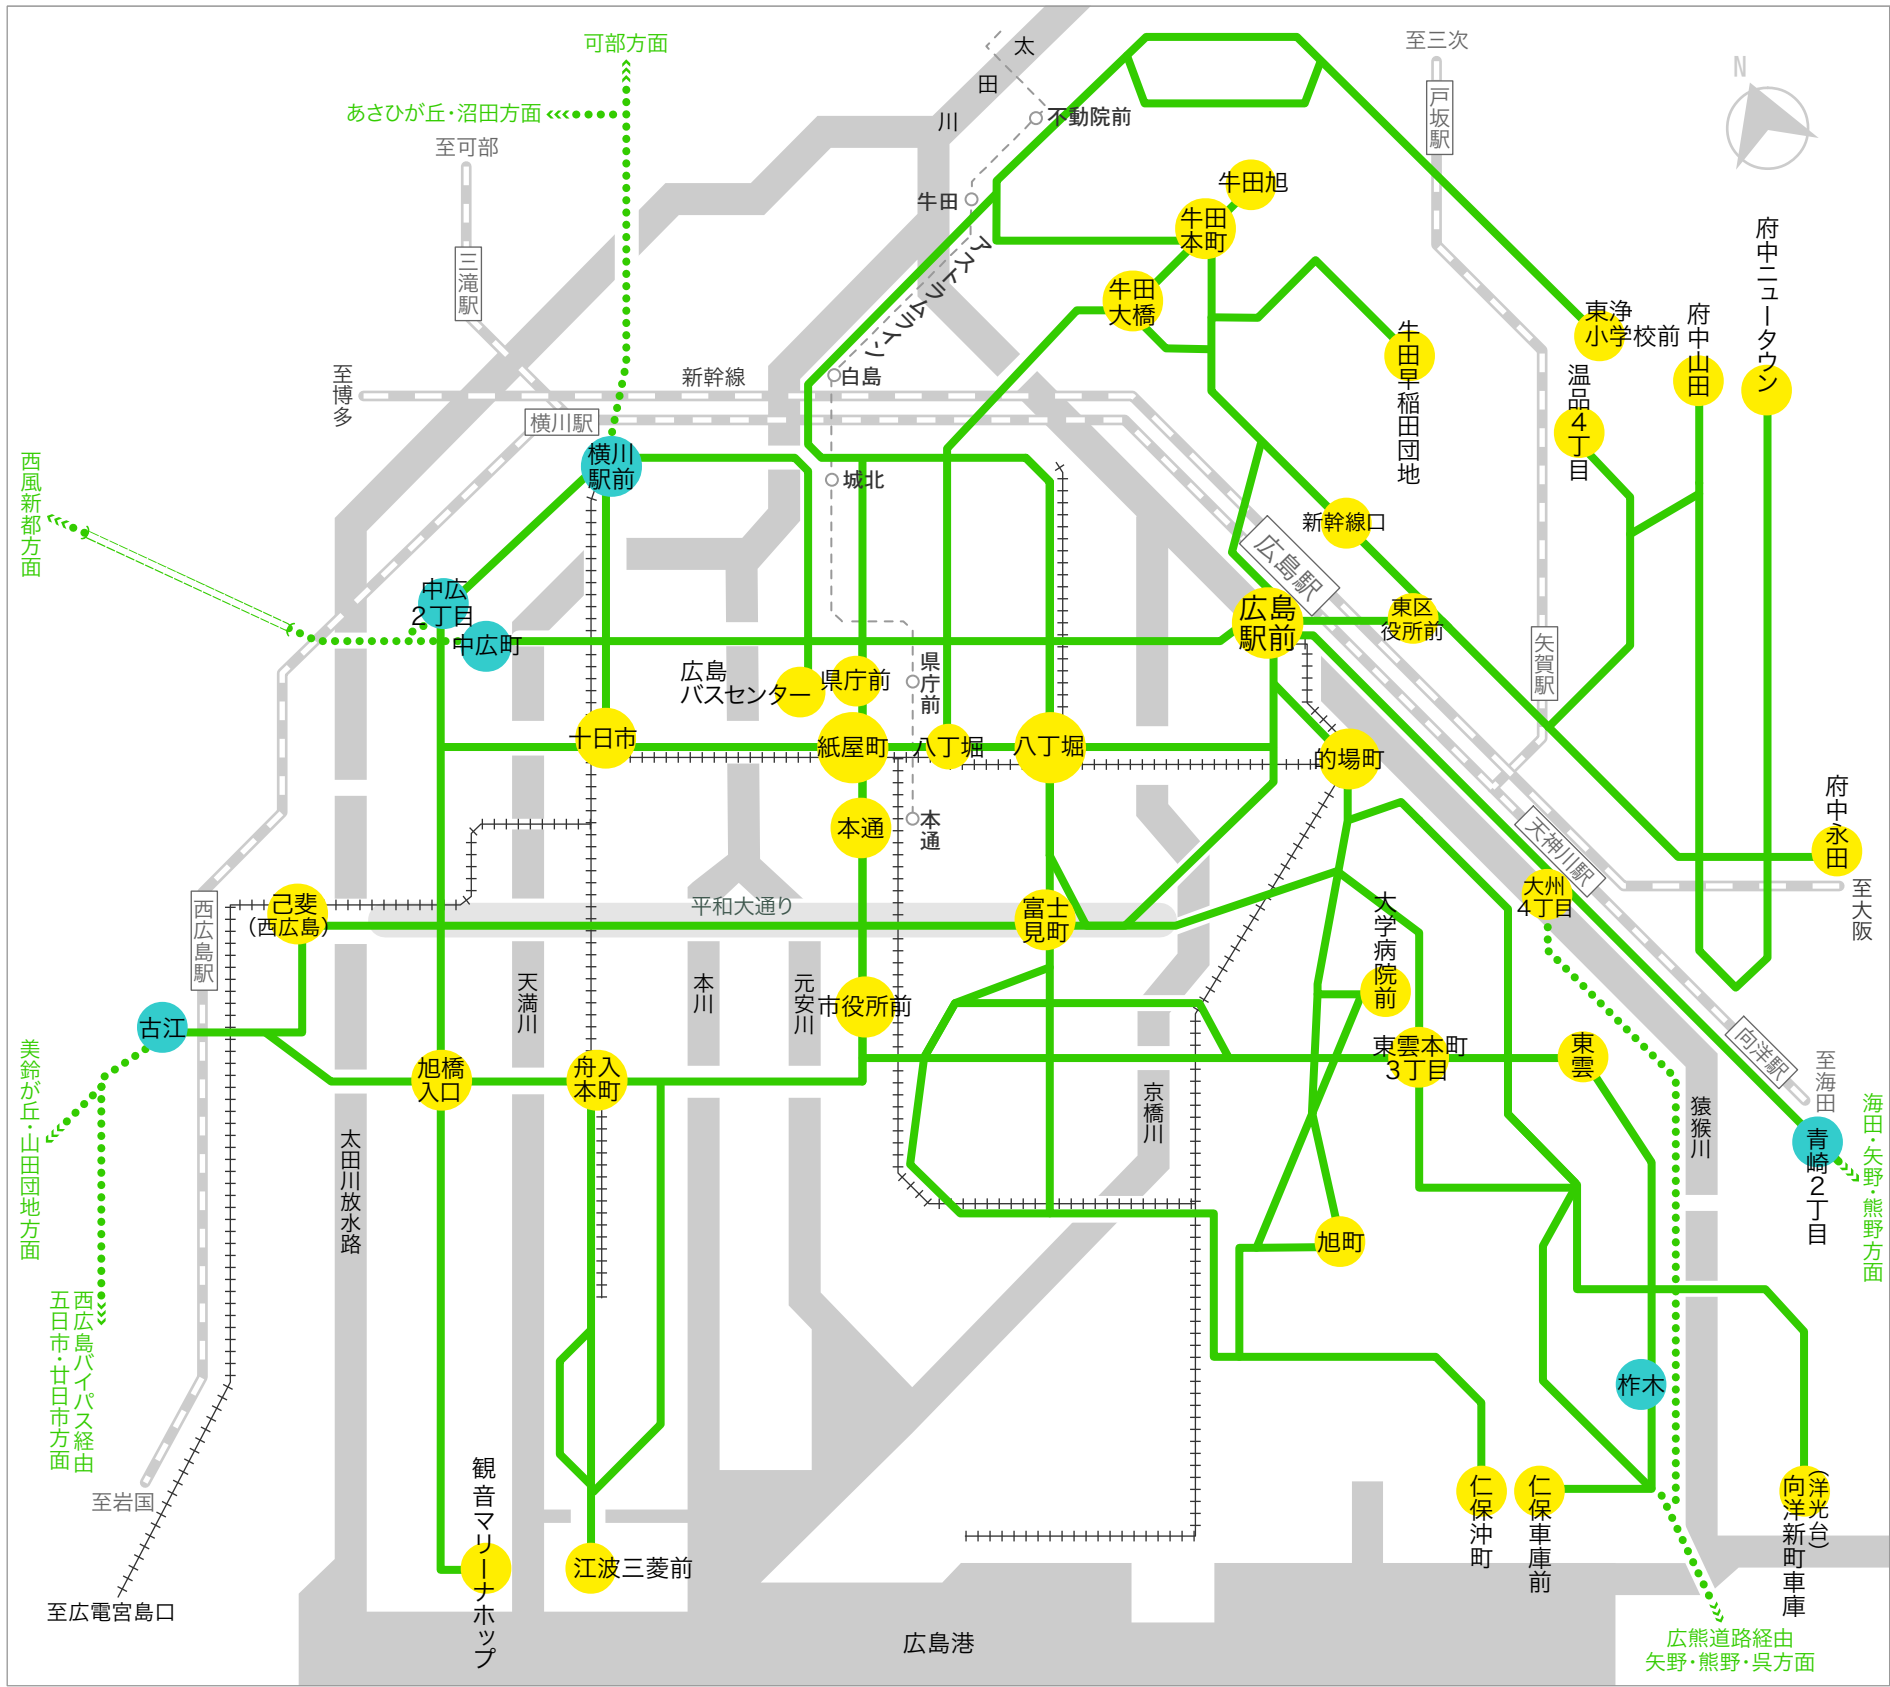 可部方面
あさひが丘・沼田方面
至可部
太田川
不動院前
牛田
アストラムライン
至三次
戸坂駅
N
牛田旭
牛田
本町
牛田
大橋
牛田早稲田団地
東浄
小学校前
府中山田
府中ニュータウン
温品4丁目
三滝駅
至博多
新幹線
白島
横川駅
横川
駅前
城北
西風新都方面
中広
2丁目
中広町
新幹線口
広島駅
広島
駅前
東区
役所前
矢賀駅
広島
バスセンター
県庁前
県庁前
十日市
紙屋町
八丁堀
八丁堀
的場町
本通
本通
府中永田
天神川駅
大州
4丁目
至大阪
己斐
(西広島)
西広島駅
平和大通り
富士
見町
大学病院前
天満川
本川
元安川
市役所前
古江
旭橋
入口
舟入
本町
東雲本町
3丁目
東雲
向洋駅
至海田
京橋川
猿猴川
青崎2丁目
海田・矢野・熊野方面
美鈴が丘・山田団地方面
太田川放水路
旭町
西広島バイパス経由
五日市・廿日市方面
柞木
至岩国
観音マリーナホップ
江波三菱前
仁保沖町
仁保車庫前
向洋新町車庫
(洋光台)
至広電宮島口
広島港
広熊道路経由
矢野・熊野・呉方面